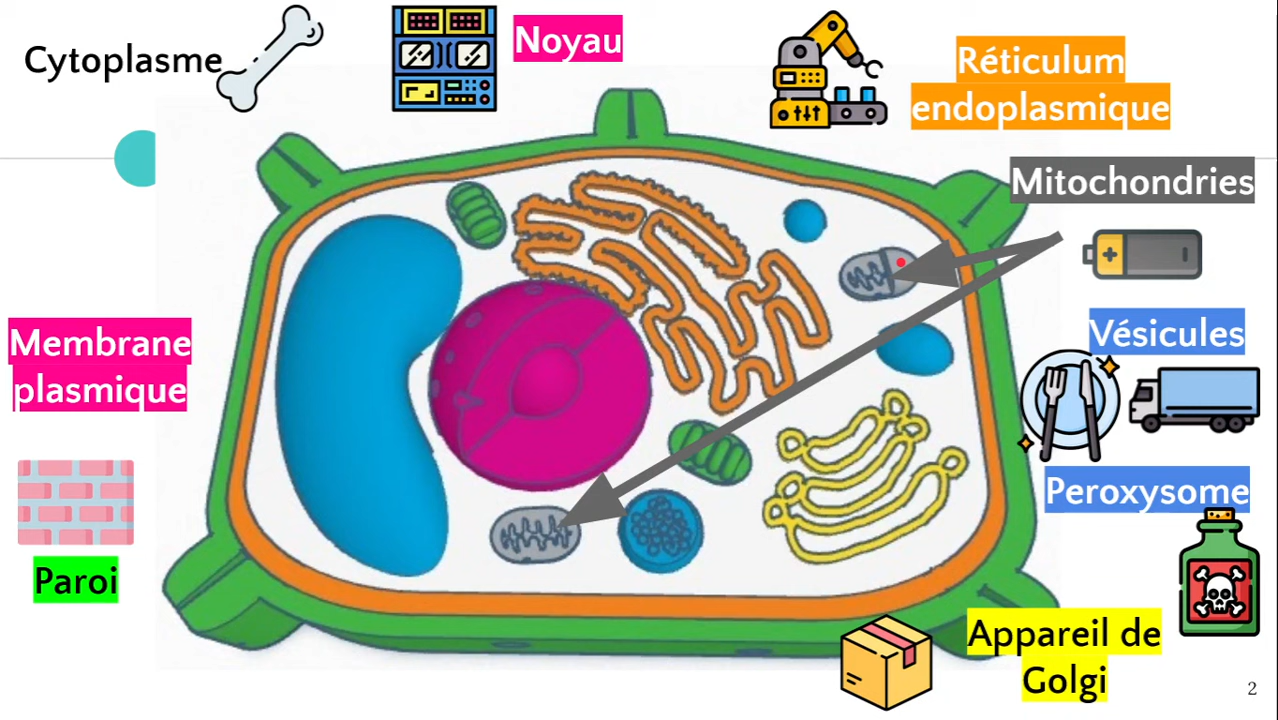 Cytoplasme
Noyau
Réticulum
endoplasmique
Mitochondries
Vésicules
Membrane
plasmique
Peroxysome
Paroi
Appareil de
Golgi
2